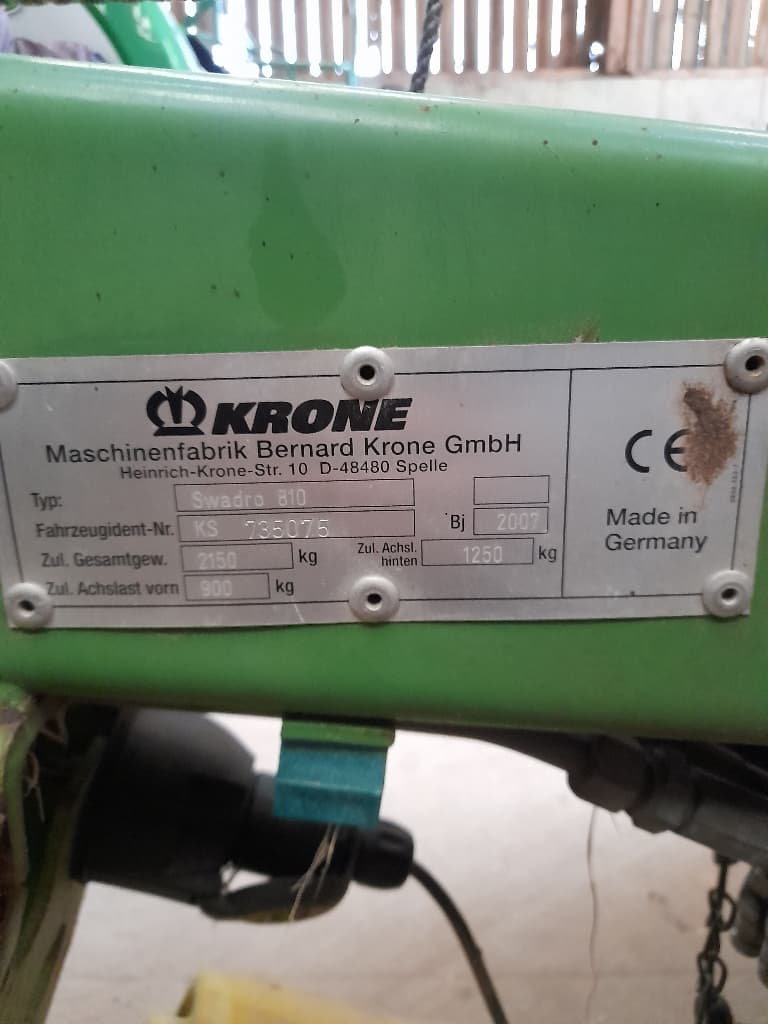 KRONE
Maschinenfabrik Bernard Krone GmbH
Heinrich-Krone-Str. 10 D-48480 Spelle
Typ: Swadro 810
Fahrzeugident-Nr. KS 735075 Bj 2007
Zul. Gesamtgew. 2150 kg Zul. Achsl. hinten 1250 kg
Zul. Achslast vorn 900 kg
CE
Made in
Germany